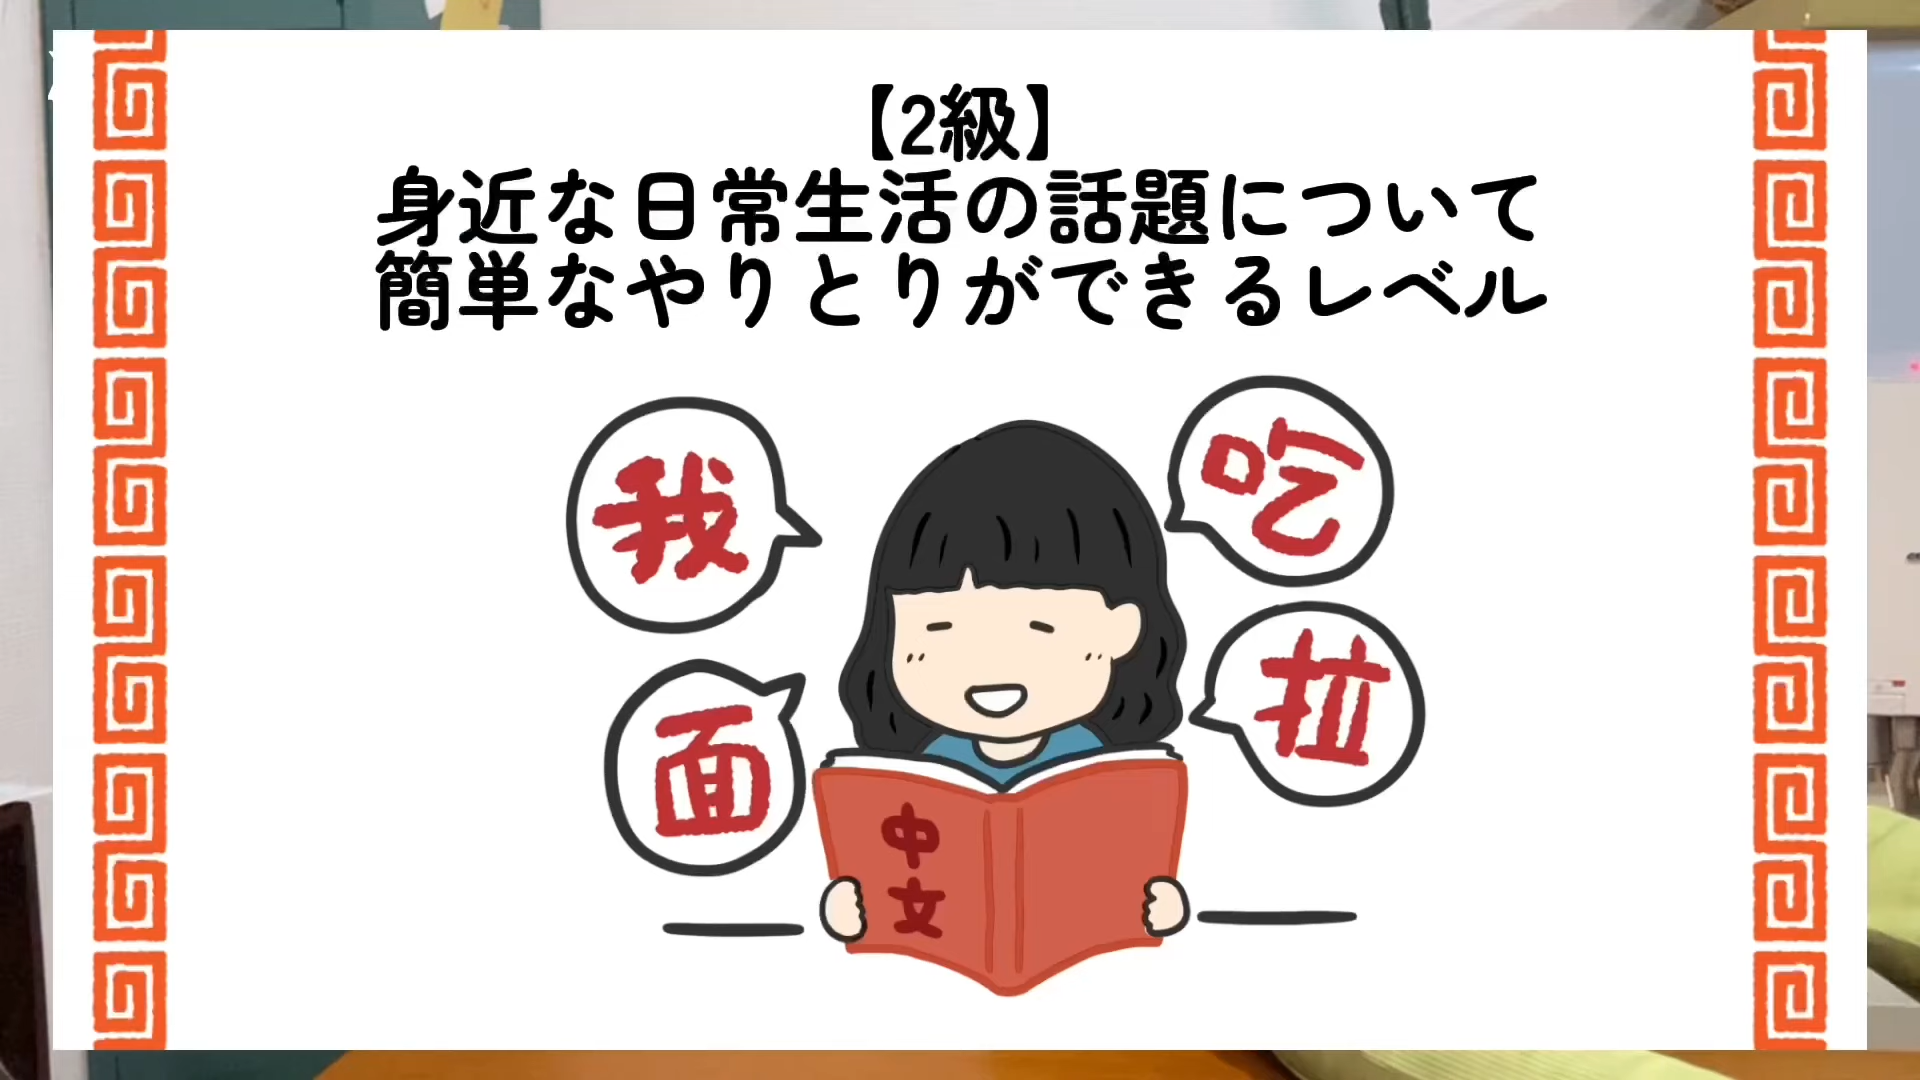 【2級】
身近な日常生活の話題について
簡単なやりとりができるレベル
我
吃
面
拉
中
文